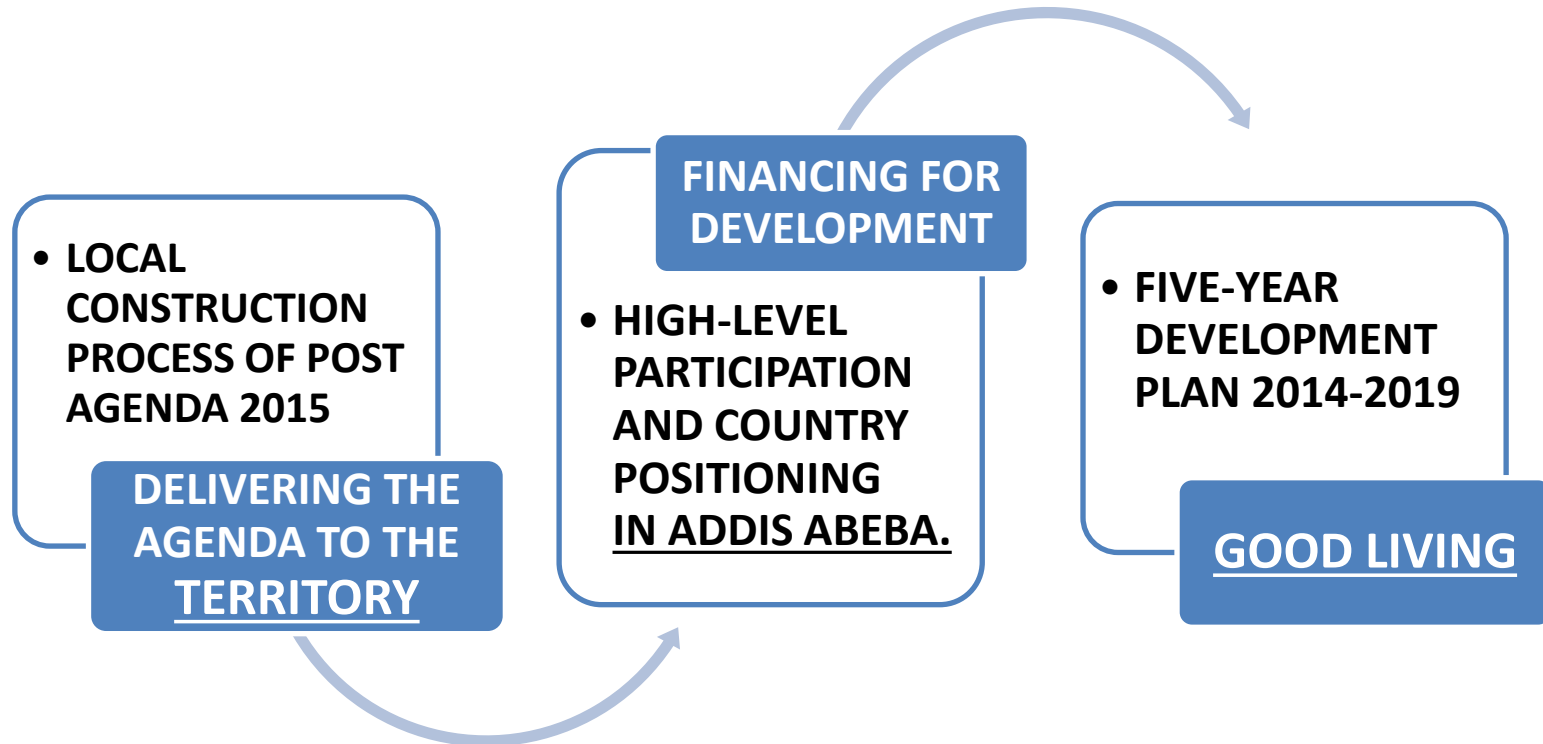 • LOCAL
CONSTRUCTION
PROCESS OF POST
AGENDA 2015
DELIVERING THE
AGENDA TO THE
TERRITORY
FINANCING FOR
DEVELOPMENT
• HIGH-LEVEL
PARTICIPATION
AND COUNTRY
POSITIONING
IN ADDIS ABEBA.
• FIVE-YEAR
DEVELOPMENT
PLAN 2014-2019
GOOD LIVING